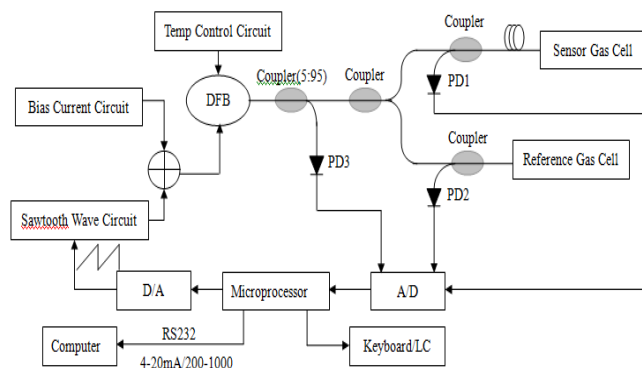 Temp Control Circuit
Coupler
Sensor Gas Cell
Bias Current Circuit
DFB
Coupler(5:95)
Coupler
PD1
Coupler
Reference Gas Cell
PD3
PD2
Sawtooth Wave Circuit
D/A
Microprocessor
A/D
Computer
RS232
4-20mA/200-1000
Keyboard/LC